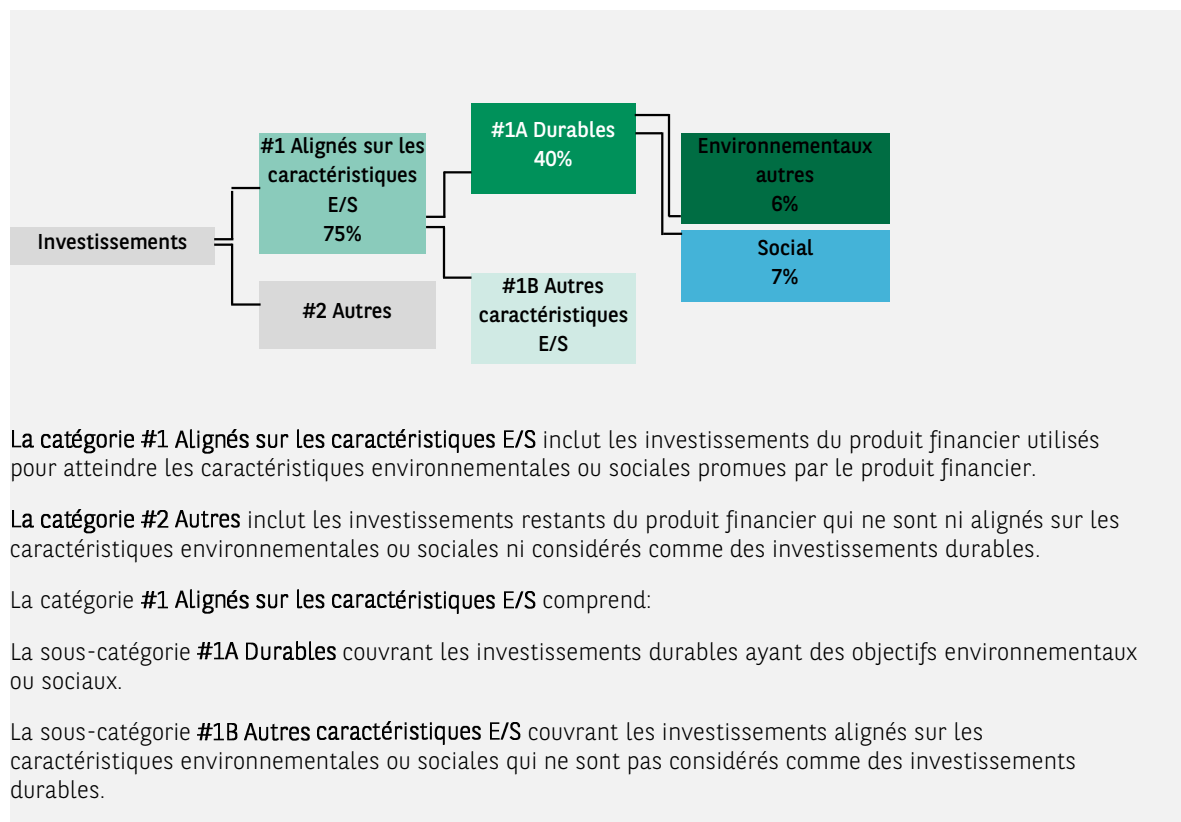 #1A Durables
40%
#1 Alignés sur les
caractéristiques
E/S
75%
Environnementaux
autres
6%
Investissements
Social
7%
#2 Autres
#1B Autres
caractéristiques
E/S
La catégorie #1 Alignés sur les caractéristiques E/S inclut les investissements du produit financier utilisés
pour atteindre les caractéristiques environnementales ou sociales promues par le produit financier.
La catégorie #2 Autres inclut les investissements restants du produit financier qui ne sont ni alignés sur les
caractéristiques environnementales ou sociales ni considérés comme des investissements durables.
La catégorie #1 Alignés sur les caractéristiques E/S comprend:
La sous-catégorie #1A Durables couvrant les investissements durables ayant des objectifs environnementaux
ou sociaux.
La sous-catégorie #1B Autres caractéristiques E/S couvrant les investissements alignés sur les
caractéristiques environnementales ou sociales qui ne sont pas considérés comme des investissements
durables.